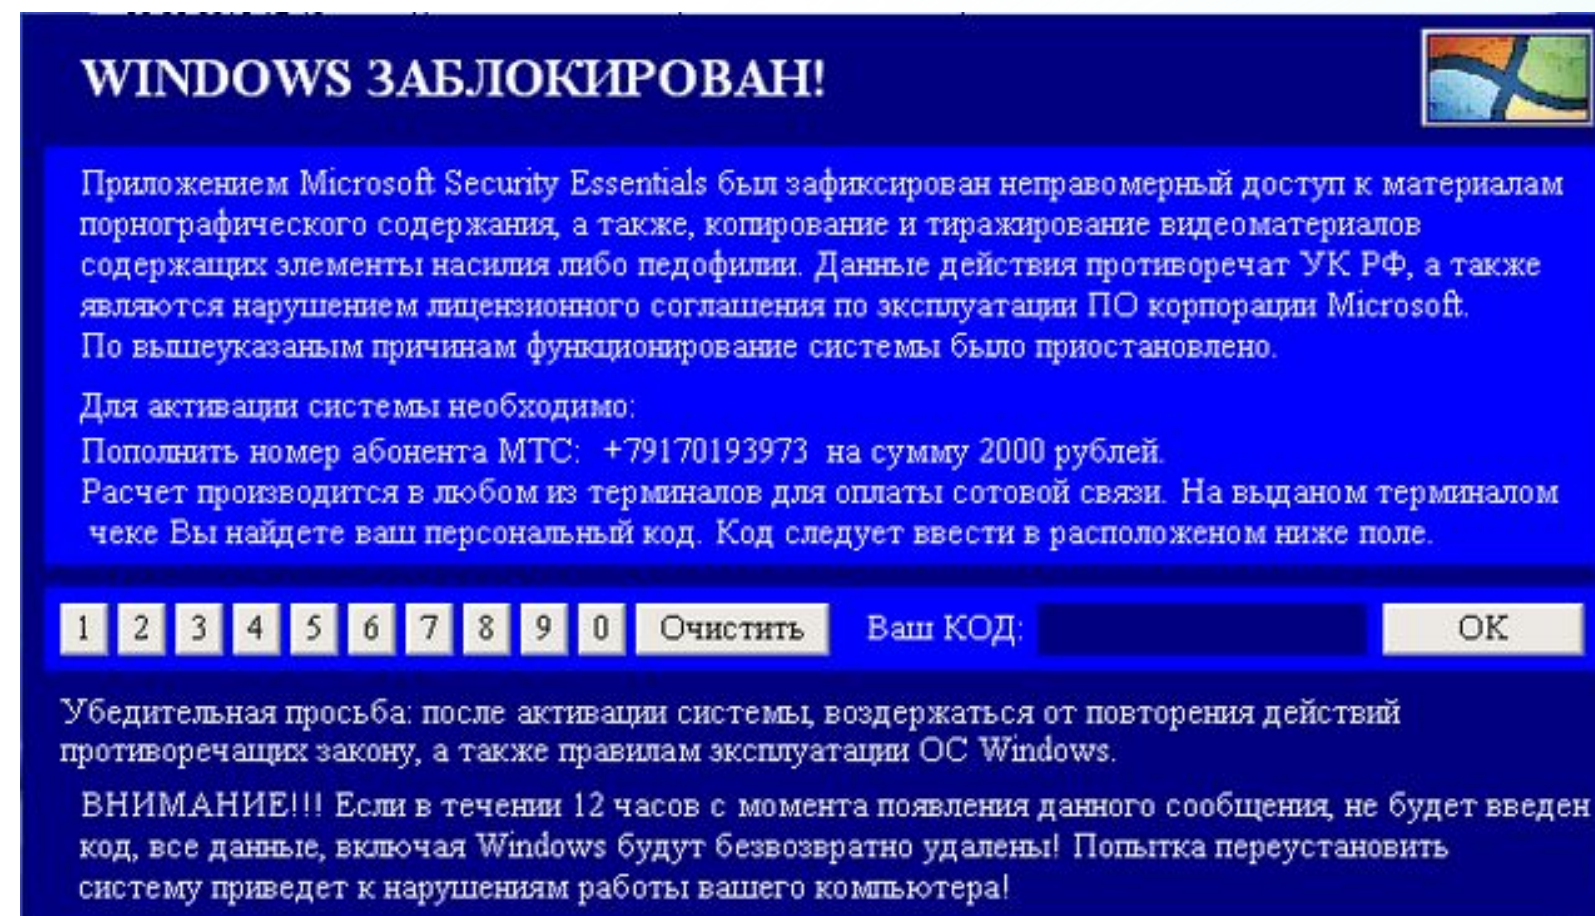 WINDOWS ЗАБЛОКИРОВАН!
Приложением Microsoft Security Essentials был зафиксирован неправомерный доступ к материалам
порнографического содержания, а также, копирование и тиражирование видеоматериалов
содержащих элементы насилия либо педофилии. Данные действия противоречат УК РФ, а также
являются нарушением лицензионного соглашения по эксплуатации ПО корпорации Microsoft.
По вышеуказаным причинам функционирование системы было приостановлено.
Для активации системы необходимо:
Пополнить номер абонента МТС: +79170193973 на сумму 2000 рублей.
Расчет производится в любом из терминалов для оплаты сотовой связи. На выданом терминалом
чеке Вы найдете ваш персональный код. Код следует ввести в расположеном ниже поле.
1 2 3 4 5 6 7 8 9 0 Очистить Ваш КОД: OK
Убедительная просьба: после активации системы, воздержаться от повторения действий
противоречащих закону, а также правилам эксплуатации ОС Windows.
ВНИМАНИЕ!!! Если в течении 12 часов с момента появления данного сообщения, не будет введен
код, все данные, включая Windows будут безвозвратно удалены! Попытка переустановить
систему приведет к нарушениям работы вашего компьютера!